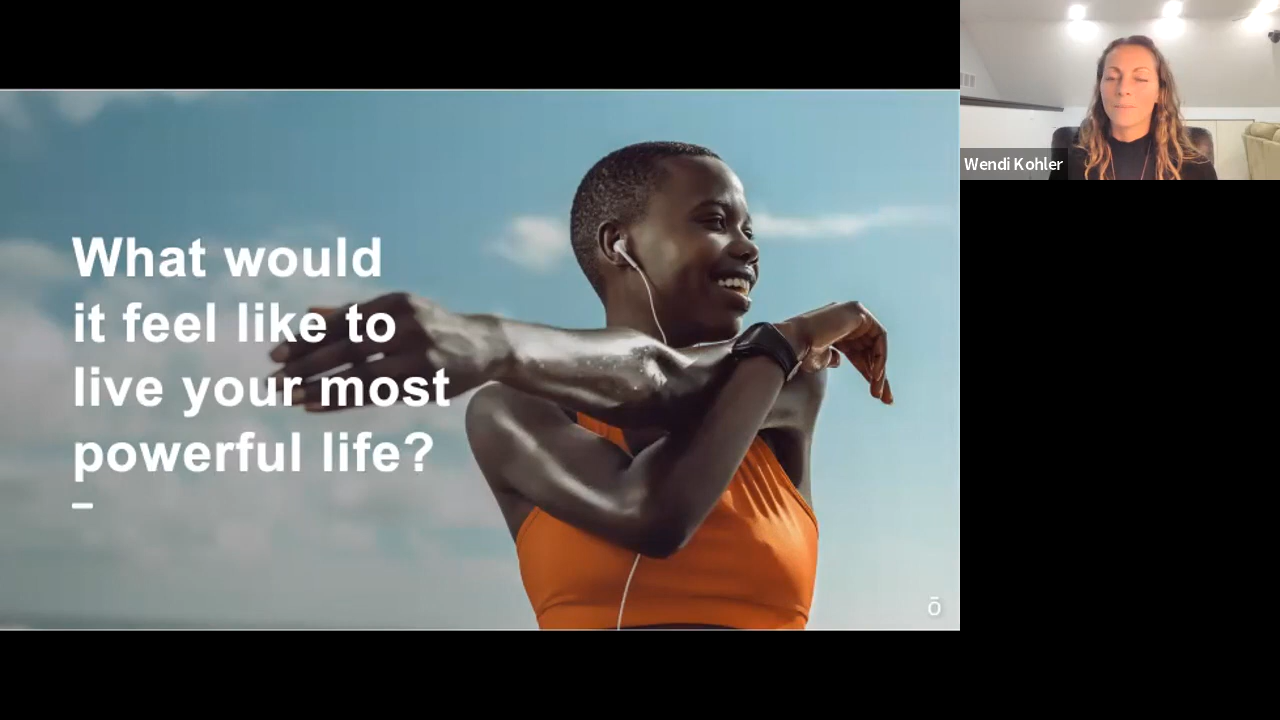 What would
it feel like to
live your most
powerful life?
ō
Wendi Kohler